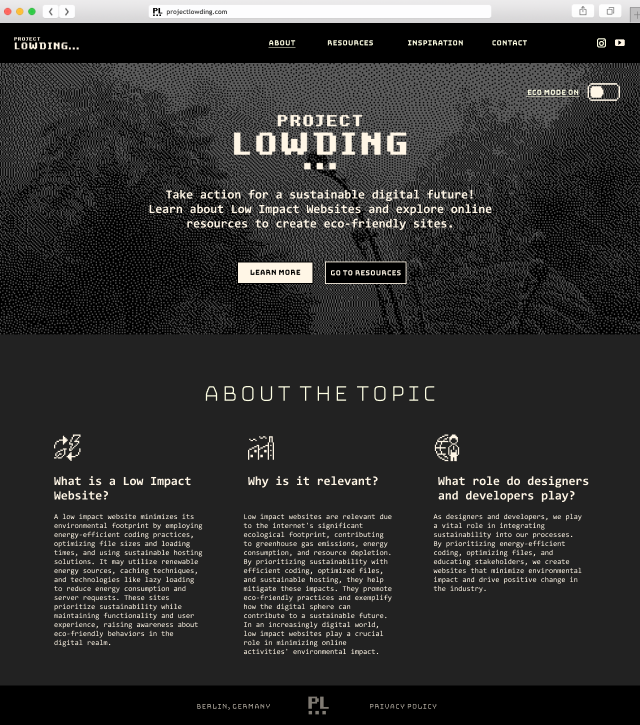 PL projectlowding.com
PROJECT
LOWDING...
ABOUT RESOURCES INSPIRATION CONTACT
ECO MODE ON
PROJECT
LOWDING
...
Take action for a sustainable digital future!
Learn about Low Impact Websites and explore online
resources to create eco-friendly sites.
LEARN MORE GO TO RESOURCES
ABOUT THE TOPIC
What is a Low Impact
Website?
A low impact website minimizes its
environmental footprint by employing
energy-efficient coding practices,
optimizing file sizes and loading
times, and using sustainable hosting
solutions. It may utilize renewable
energy sources, caching techniques,
and technologies like lazy loading
to reduce energy consumption and
server requests. These sites
prioritize sustainability while
maintaining functionality and user
experience, raising awareness about
eco-friendly behaviors in the
digital realm.
Why is it relevant?
Low impact websites are relevant due
to the internet's significant
ecological footprint, contributing
to greenhouse gas emissions, energy
consumption, and resource depletion.
By prioritizing sustainability with
efficient coding, optimized files,
and sustainable hosting, they help
mitigate these impacts. They promote
eco-friendly practices and exemplify
how the digital sphere can
contribute to a sustainable future.
In an increasingly digital world,
low impact websites play a crucial
role in minimizing online
activities' environmental impact.
What role do designers
and developers play?
As designers and developers, we play
a vital role in integrating
sustainability into our processes.
By prioritizing energy-efficient
coding, optimizing files, and
educating stakeholders, we create
websites that minimize environmental
impact and drive positive change in
the industry.
BERLIN, GERMANY PL... PRIVACY POLICY